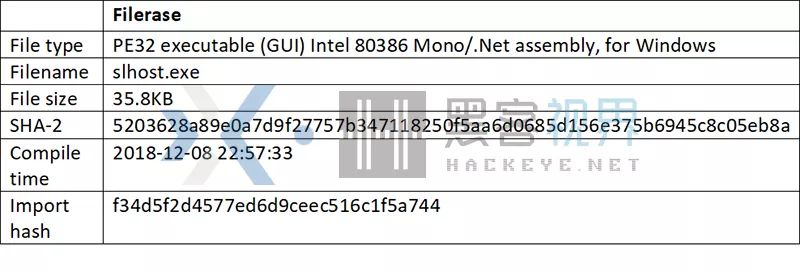 Filerase
File type PE32 executable (GUI) Intel 80386 Mono/.Net assembly, for Windows
Filename slhost.exe
File size 35.8KB
SHA-2 5203628a89e0a7d9f27757b347118250f5aa6d0685d156e375b6945c8c05eb8a
Compile time 2018-12-08 22:57:33
Import hash f34d5f2d4577ed6d9ceec516c1f5a744
黑客视界
HACKEYE.NET